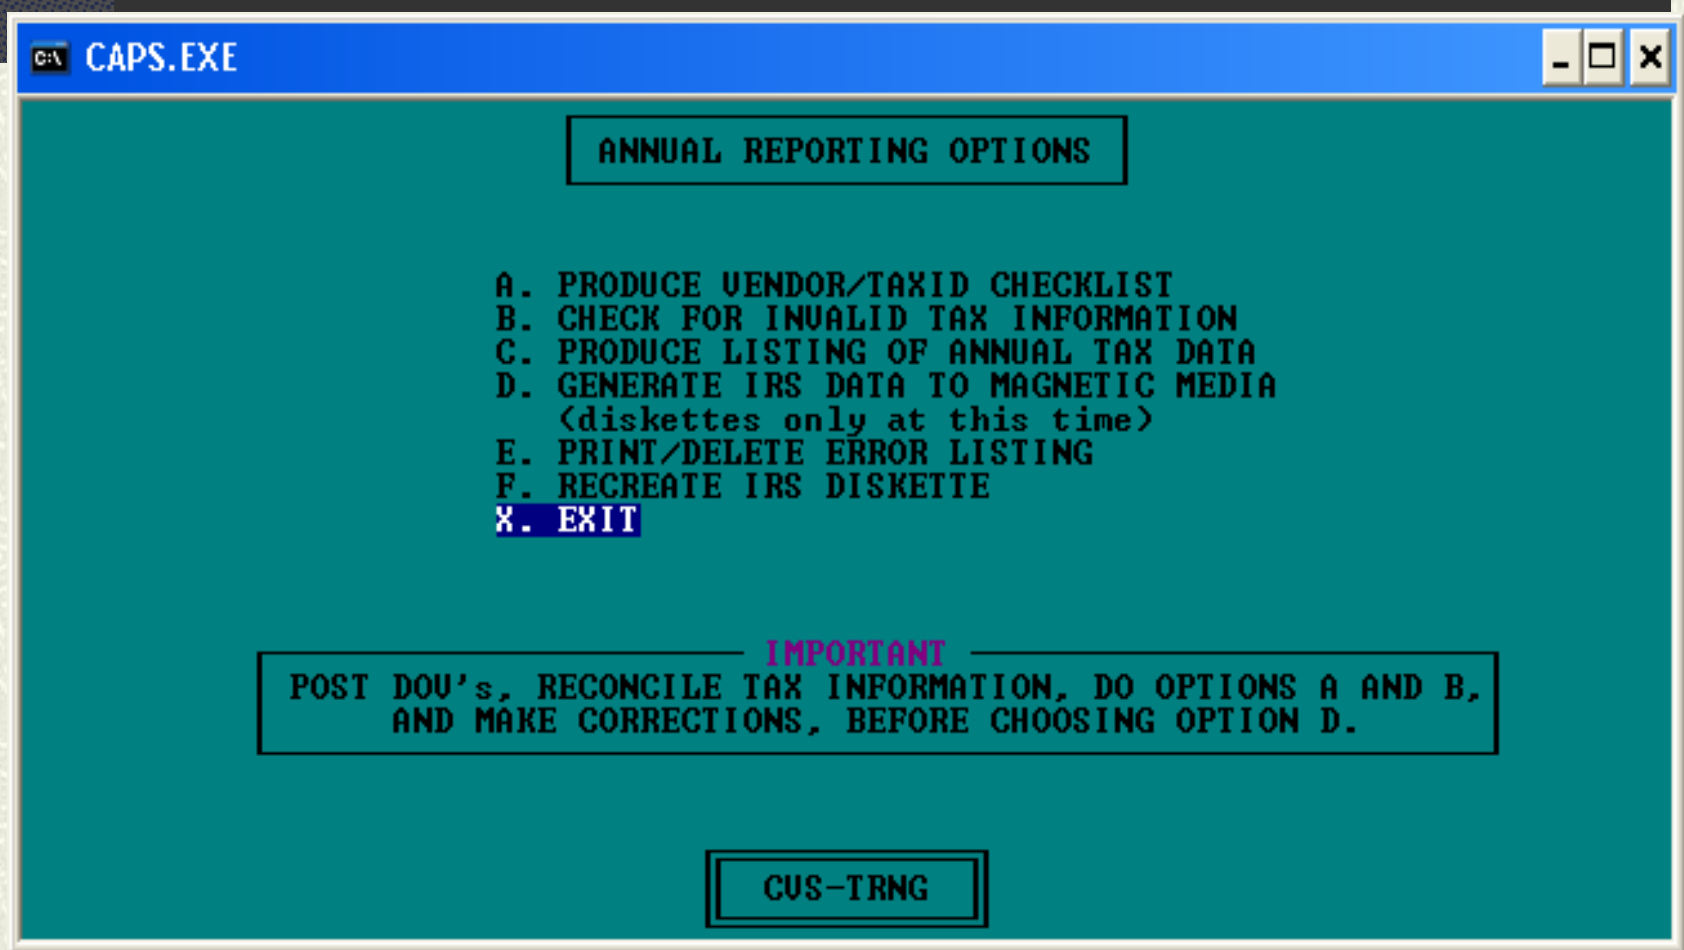 C:\ CAPS.EXE
ANNUAL REPORTING OPTIONS
A. PRODUCE VENDOR/TAXID CHECKLIST
B. CHECK FOR INVALID TAX INFORMATION
C. PRODUCE LISTING OF ANNUAL TAX DATA
D. GENERATE IRS DATA TO MAGNETIC MEDIA
(diskettes only at this time)
E. PRINT/DELETE ERROR LISTING
F. RECREATE IRS DISKETTE
X. EXIT
IMPORTANT
POST DOV's, RECONCILE TAX INFORMATION, DO OPTIONS A AND B,
AND MAKE CORRECTIONS, BEFORE CHOOSING OPTION D.
CVS-TRNG